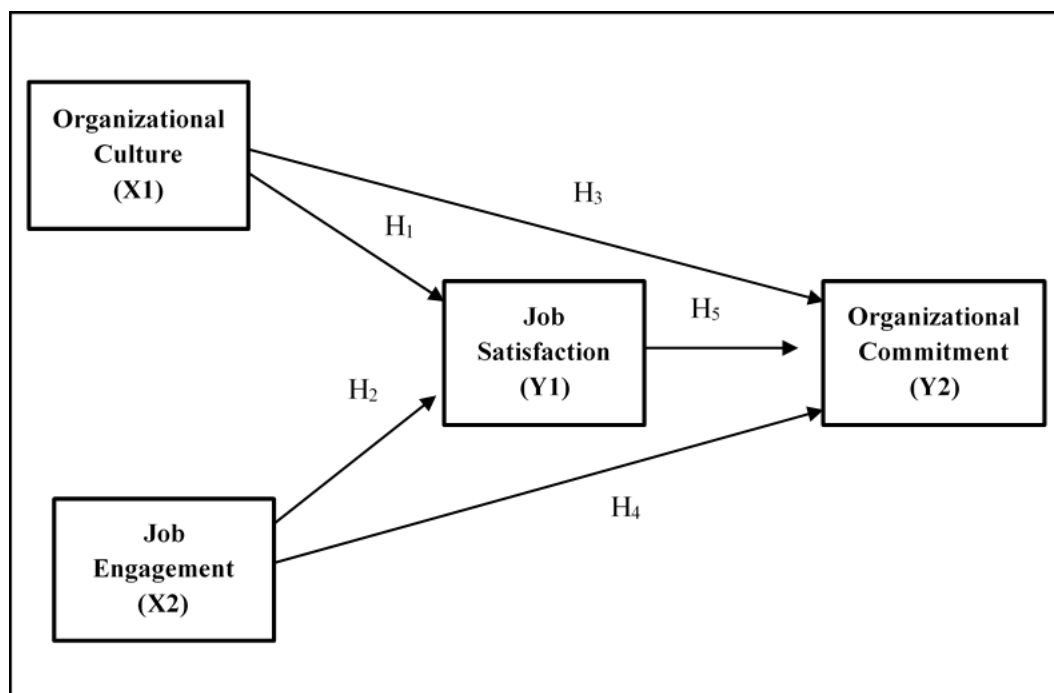 Organizational
Culture
(X1)
H₃
H₁
Job
Satisfaction
(Y1)
H₅
Organizational
Commitment
(Y2)
H₂
Job
Engagement
(X2)
H₄